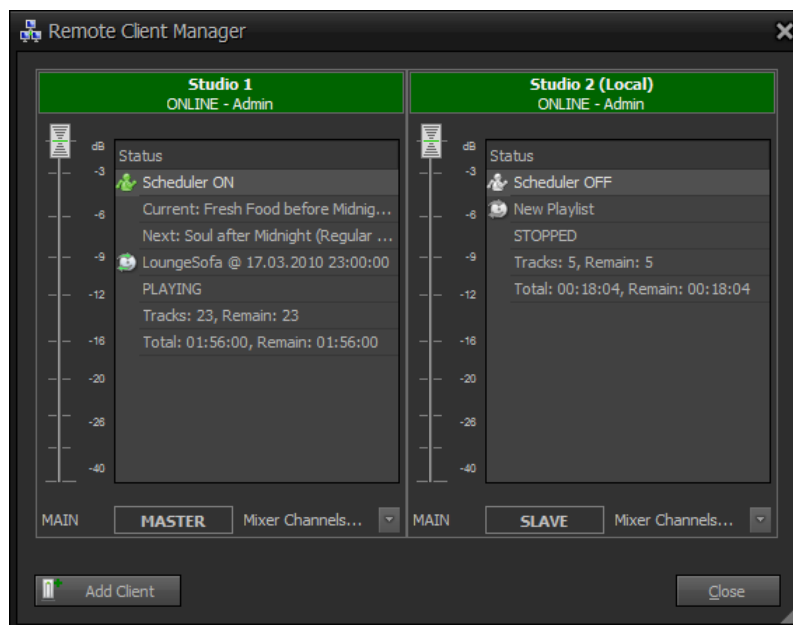 Remote Client Manager
Studio 1
ONLINE - Admin
dB
-3
-6
-9
-12
-16
-20
-26
-40
Status
Scheduler ON
Current: Fresh Food before Midnig...
Next: Soul after Midnight (Regular ...
LoungeSofa @ 17.03.2010 23:00:00
PLAYING
Tracks: 23, Remain: 23
Total: 01:56:00, Remain: 01:56:00
MAIN
MASTER
Mixer Channels...
Studio 2 (Local)
ONLINE - Admin
dB
-3
-6
-9
-12
-16
-20
-26
-40
Status
Scheduler OFF
New Playlist
STOPPED
Tracks: 5, Remain: 5
Total: 00:18:04, Remain: 00:18:04
MAIN
SLAVE
Mixer Channels...
Add Client
Close